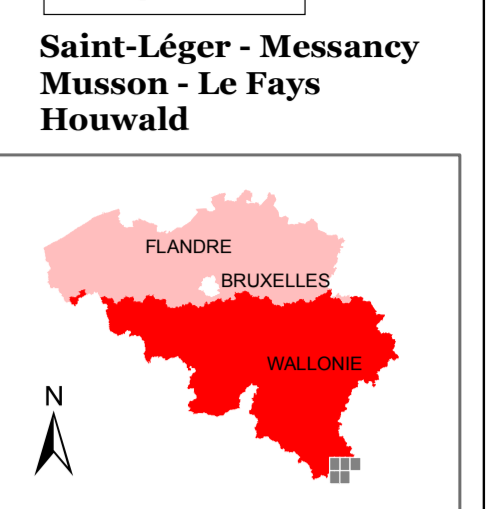 Saint-Léger - Messancy
Musson - Le Fays
Houwald
FLANDRE
BRUXELLES
WALLONIE
N